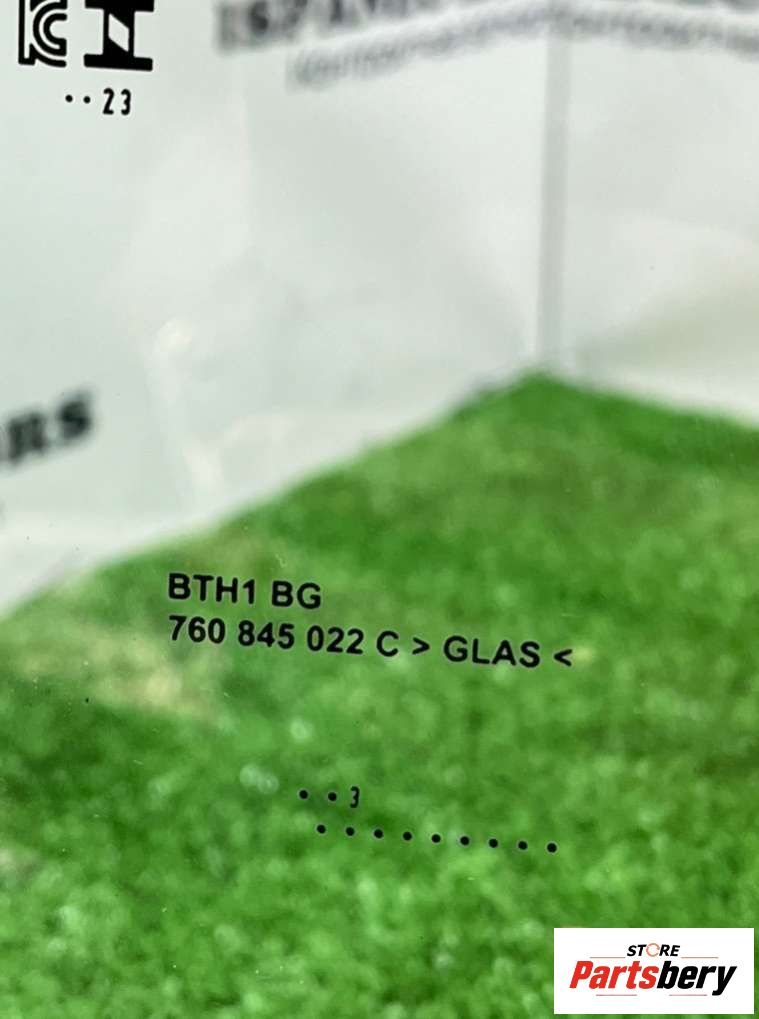 ·· 23
BTH1 BG
760 845 022 C > GLAS <
· · 3
· · · · · · · · ·
STORE
Partsbery